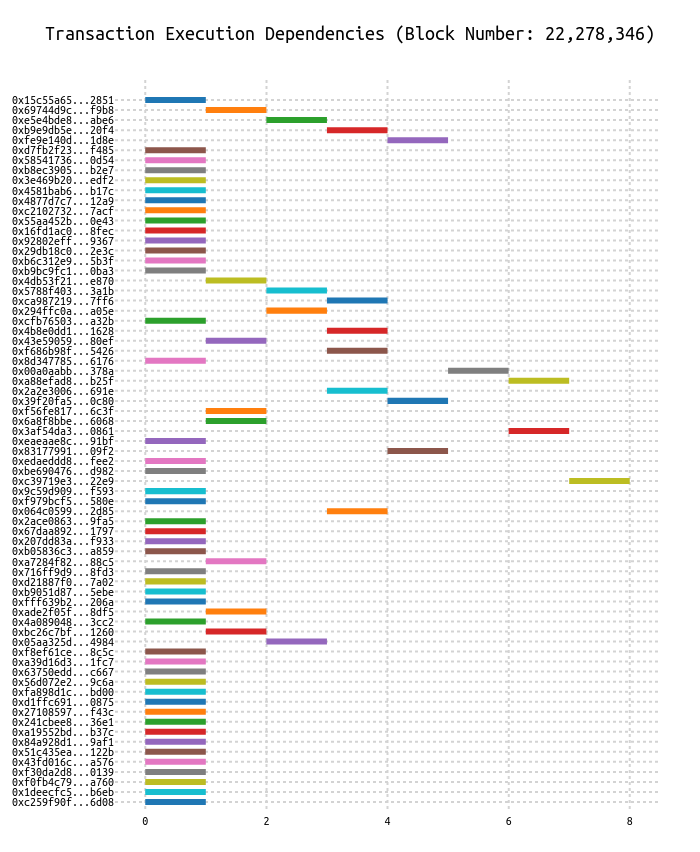 Transaction Execution Dependencies (Block Number: 22,278,346)
0x15c55a65...2851
0x69744d9c...f9b8
0xe5e4bde8...abe6
0xb9e9db5e...20f4
0xfe9e140d...1d8e
0xd7fb2f23...f485
0x58541736...0d54
0xb8ec3905...b2e7
0x3e469b20...edf2
0x4581bab6...b17c
0x4877d7c7...12a9
0xc2102732...7acf
0x55aa452b...0e43
0x16fd1ac0...8fec
0x92802eff...9367
0x29db18c0...2e3c
0xb6c312e9...5b3f
0xb9bc9fc1...0ba3
0x4db53f21...e870
0x5788f403...3a1b
0xca987219...7ff6
0x294ffc0a...a05e
0xcfb76503...a32b
0x4b8e0dd1...1628
0x43e59059...80ef
0xf686b98f...5426
0x8d347785...6176
0x00a0aabb...378a
0xa88efad8...b25f
0x2a2e3006...691e
0x39f20fa5...0c80
0xf56fe817...6c3f
0x6a8f8bbe...6068
0x3af54da3...0861
0xeaeaae8c...91bf
0x83177991...09f2
0xedaeddd8...fee2
0xbe690476...d982
0xc39719e3...22e9
0x9c59d909...f593
0xf979bcf5...580e
0x064c0599...2d85
0x2ace0863...9fa5
0x67daa892...1797
0x207dd83a...f933
0xb05836c3...a859
0xa7284f82...88c5
0x716ff9d9...8fd3
0xd21887f0...7a02
0xb9051d87...5ebe
0xfff639b2...206a
0xade2f05f...8df5
0x4a089048...3cc2
0xbc26c7bf...1260
0x05aa325d...4984
0xf8ef61ce...8c5c
0xa39d16d3...1fc7
0x63750edd...c667
0x56d072e2...9c6a
0xfa898d1c...bd00
0xd1ffc691...0875
0x27108597...f43c
0x241cbee8...36e1
0xa19552bd...b37c
0x84a928d1...9af1
0x51c435ea...122b
0x43fd016c...a576
0xf30da2d8...0139
0xf0fb4c79...a760
0x1deecfc5...b6eb
0xc259f90f...6d08
0 2 4 6 8